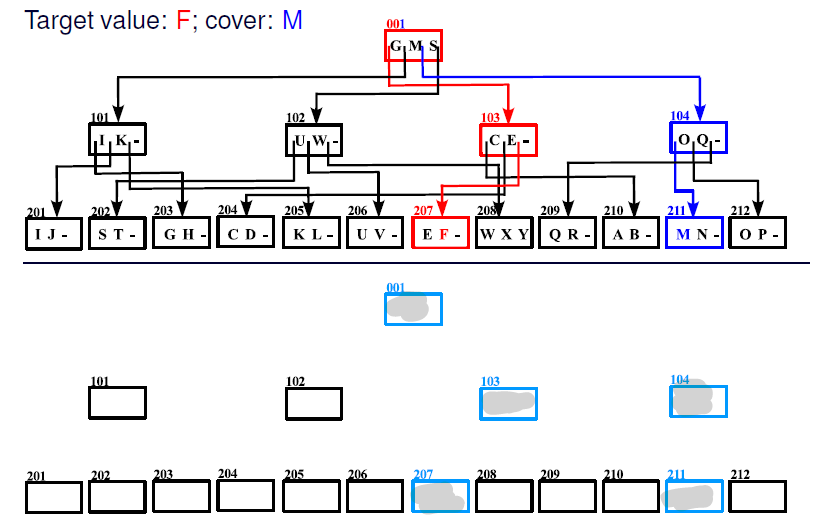 Target value: F; cover: M
001
G M S
101 102 103 104
I K - U W - C E - O Q -
201 202 203 204 205 206 207 208 209 210 211 212
I J - S T - G H - C D - K L - U V - E F - W X Y Q R - A B - M N - O P -
001
101 102 103 104
201 202 203 204 205 206 207 208 209 210 211 212